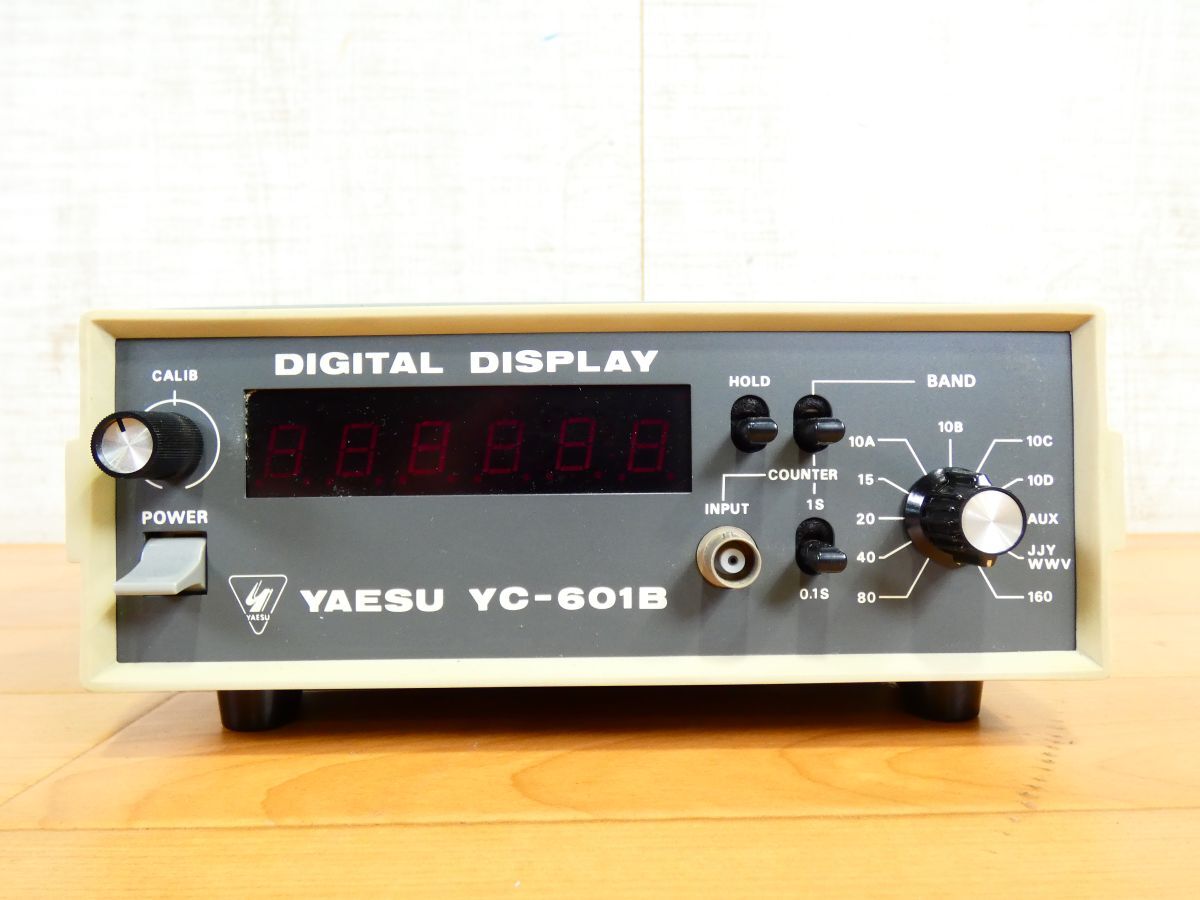 DIGITAL DISPLAY
CALIB
HOLD
BAND
10A
10B
10C
15
COUNTER
10D
INPUT
1S
20
AUX
POWER
40
JJY
WWV
0.1S
80
160
YAESU
YAESU YC-601B